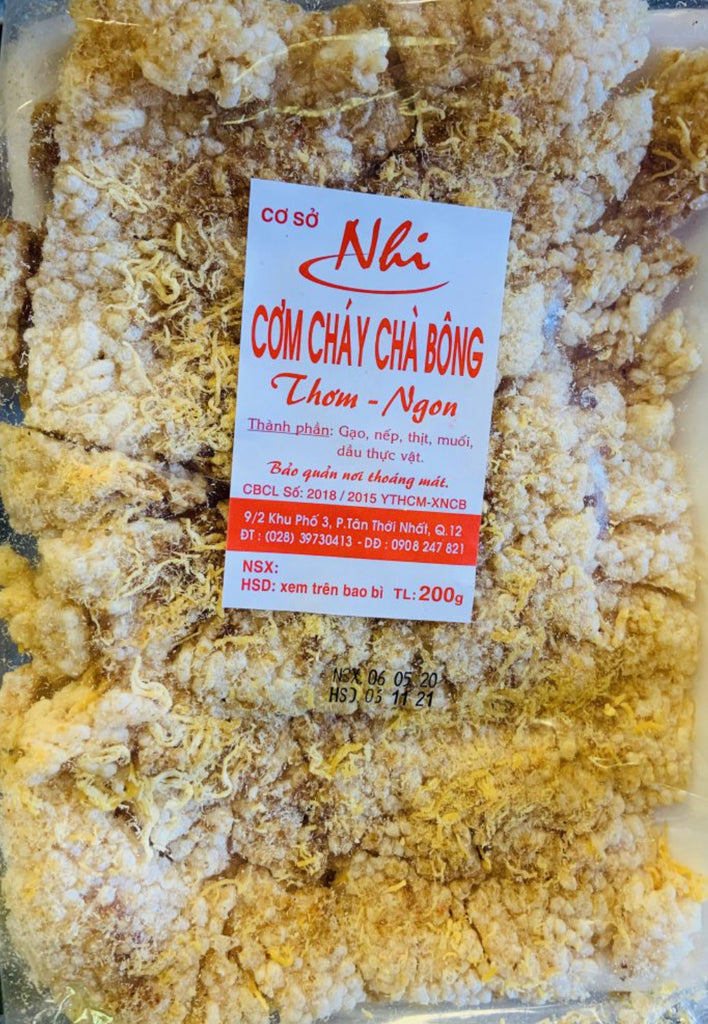 CƠ SỞ
Nhi
CƠM CHÁY CHÀ BÔNG
Thơm - Ngon
Thành phần: Gạo, nếp, thịt, muối,
dầu thực vật.
Bảo quản nơi thoáng mát.
CBCL Số: 2018 / 2015 YTHCM-XNCB
9/2 Khu Phố 3, P.Tân Thới Nhất, Q.12
ĐT : (028) 39730413 - DĐ : 0908 247 821
NSX:
HSD: xem trên bao bì TL: 200g
NSX 06 05 20
HSD 05 11 21